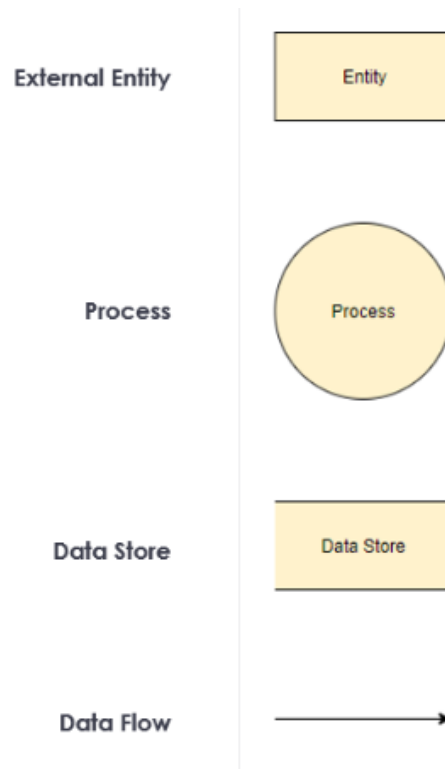 External Entity
Entity
Process
Process
Data Store
Data Store
Data Flow